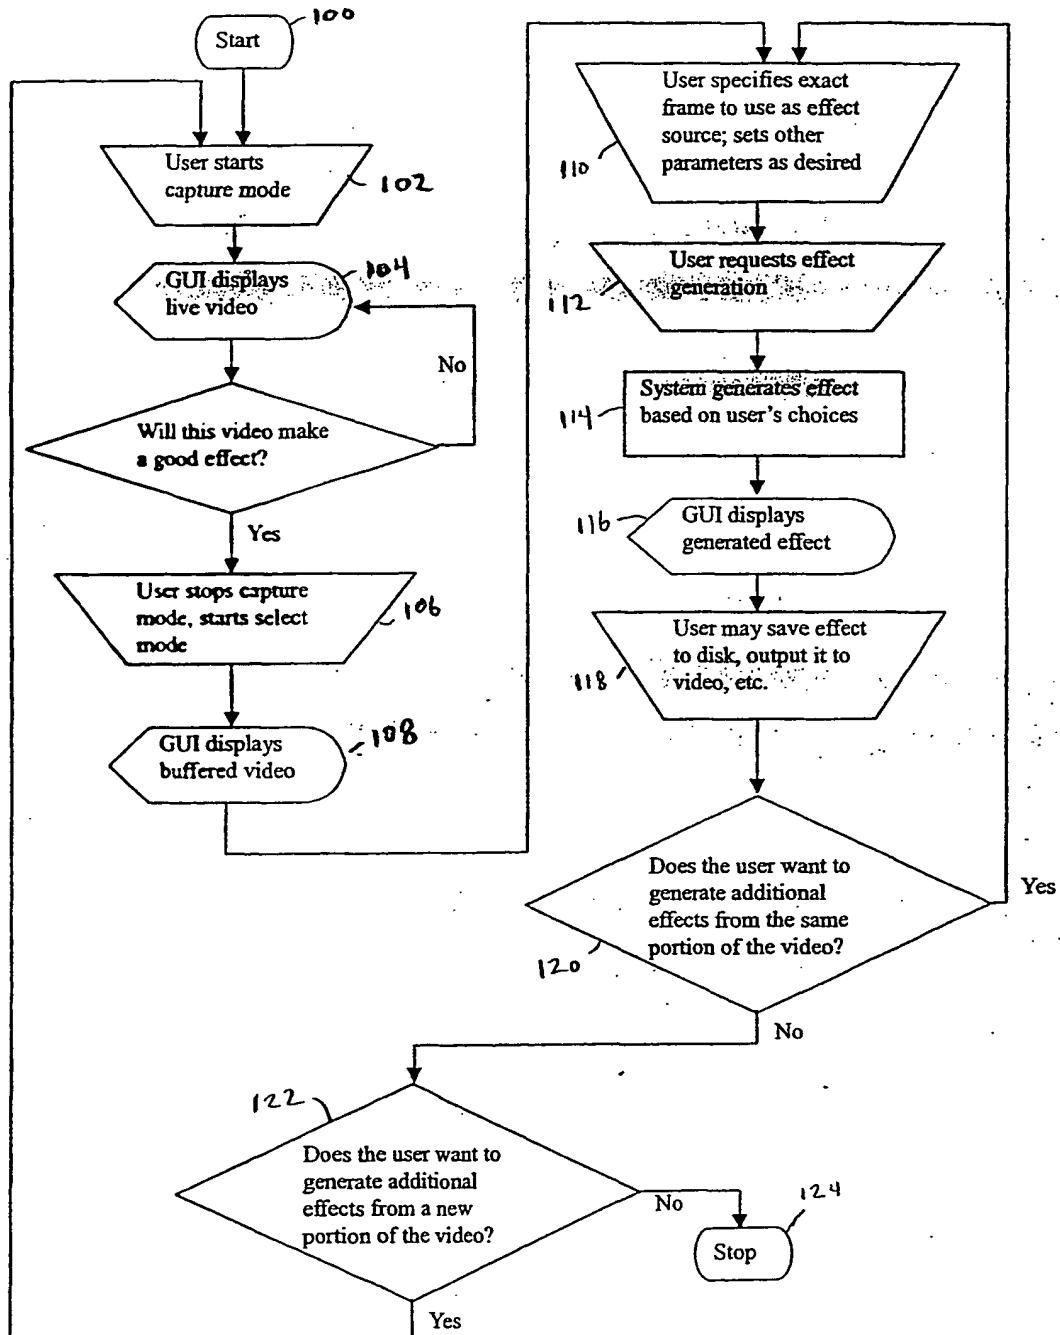 100
Start
User starts
capture mode
102
GUI displays
live video
104
No
Will this video make
a good effect?
Yes
User stops capture
mode, starts select
mode
106
GUI displays
buffered video
108
User specifies exact
frame to use as effect
source; sets other
parameters as desired
110
User requests effect
generation
112
System generates effect
based on user's choices
114
GUI displays
generated effect
116
User may save effect
to disk, output it to
video, etc.
118
Does the user want to
generate additional
effects from the same
portion of the video?
120
Yes
No
122
Does the user want to
generate additional
effects from a new
portion of the video?
No
124
Stop
Yes